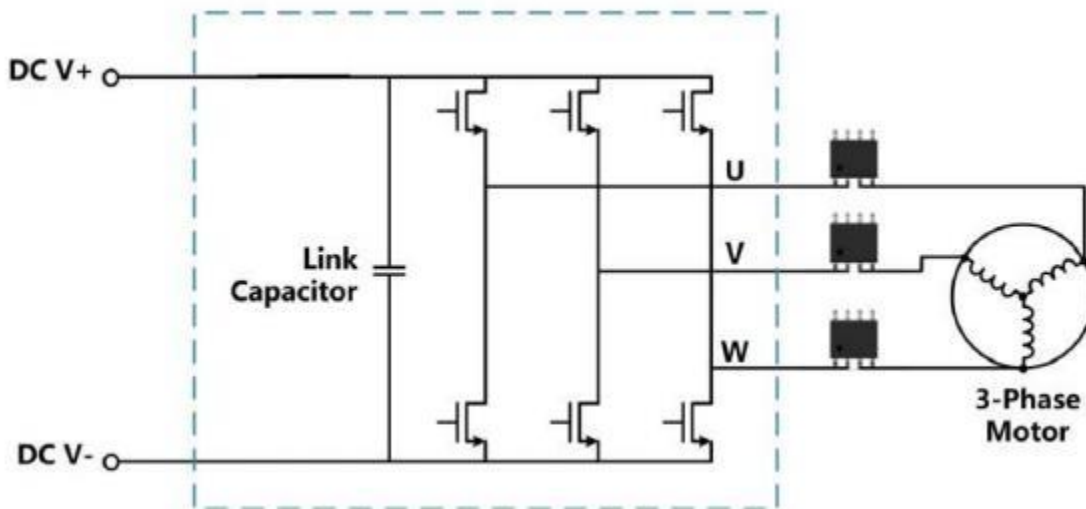 DC V+
U
V
Link
Capacitor
W
3-Phase
Motor
DC V-